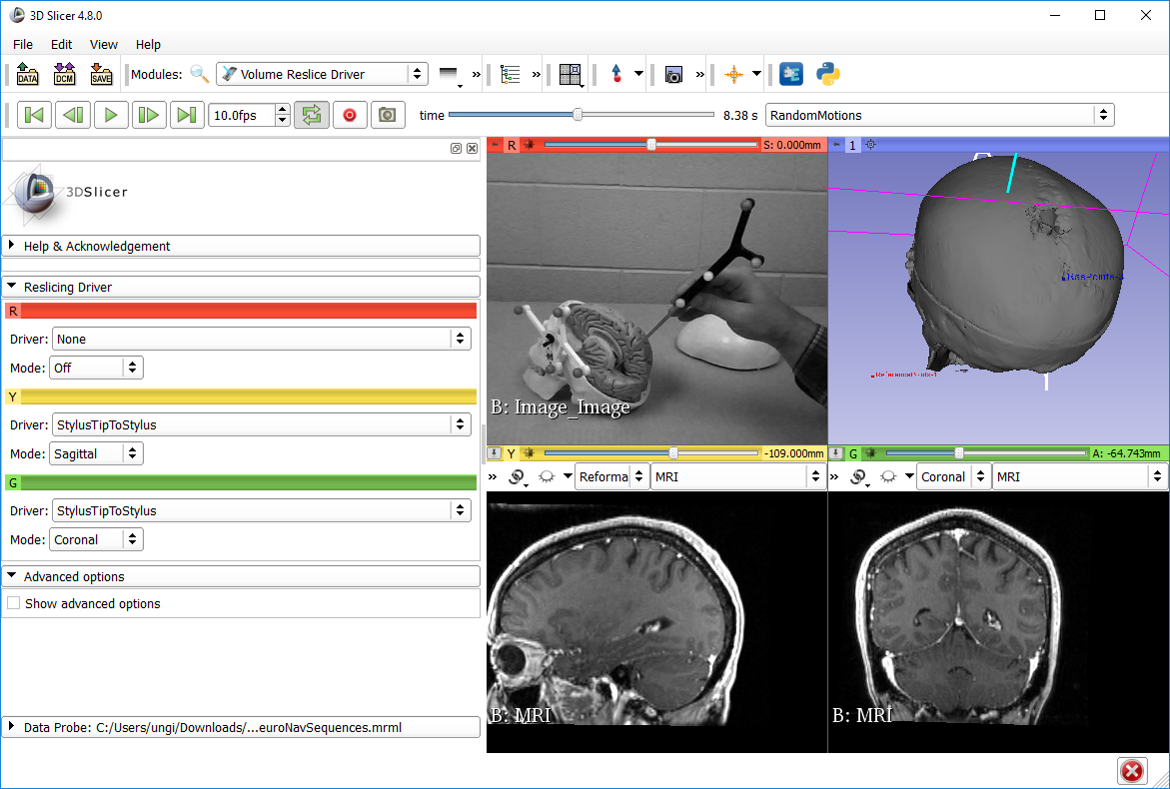 3D Slicer 4.8.0
File Edit View Help
DATA DCM SAVE Modules: Volume Reslice Driver » » »
10.0fps time 8.38 s RandomMotions
R S: 0.000mm
1
3DSlicer
Help & Acknowledgement
Reslicing Driver
R
Driver: None
Mode: Off
Y
Driver: StylusTipToStylus
Mode: Sagittal
G
Driver: StylusTipToStylus
Mode: Coronal
Advanced options
Show advanced options
Data Probe: C:/Users/ungi/Downloads/...euroNavSequences.mrml
B: Image_Image
Y -109.000mm
» Reforma MRI
B: MRI
G A: -64.743mm
» Coronal MRI
B: MRI